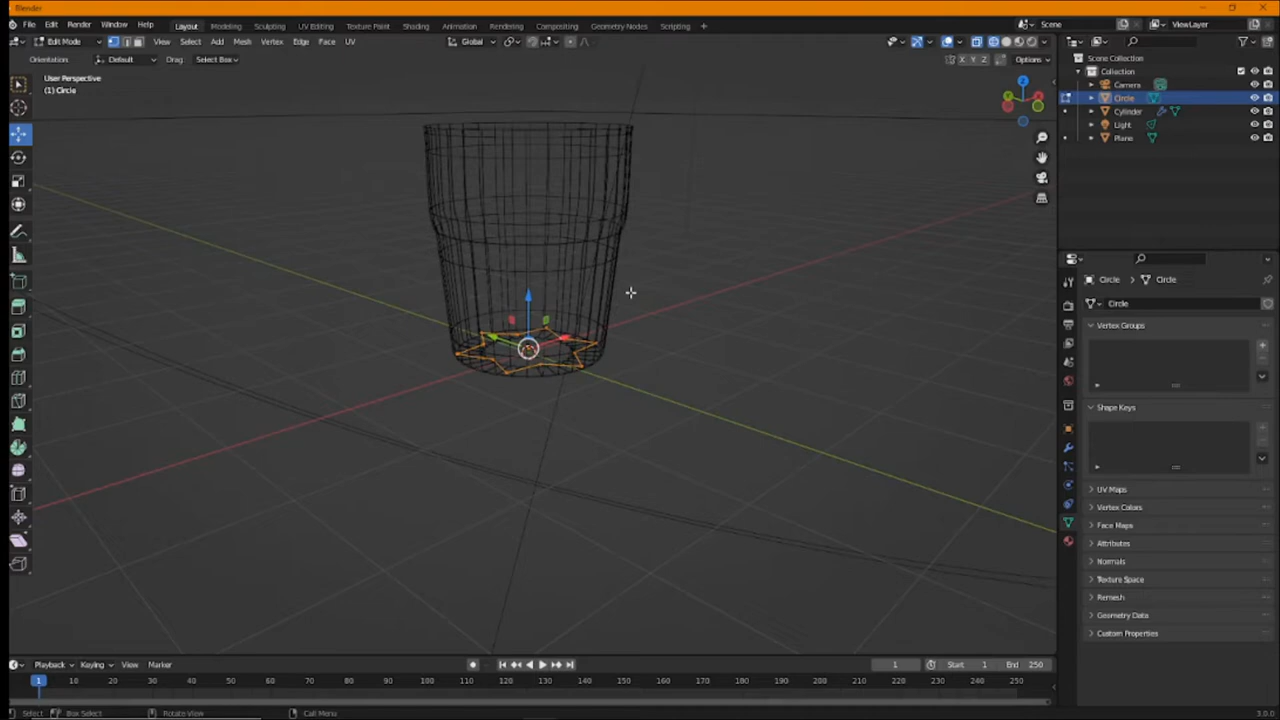 Blender
File Edit Render Window Help Layout Modeling Sculpting UV Editing Texture Paint Shading Animation Rendering Compositing Geometry Nodes Scripting + Scene ViewLayer
Edit Mode View Select Add Mesh Vertex Edge Face UV Global
Orientations: Default Drag: Select Box X Y Z Options
User Perspective
(1) Circle
Z
Scene Collection
Collection
Camera
Circle
Cylinder
Light
Plane
Circle Circle
Circle
Vertex Groups
Shape Keys
UV Maps
Vertex Colors
Face Maps
Attributes
Normals
Texture Space
Remesh
Geometry Data
Custom Properties
Playback Keying View Marker 1 Start 1 End 250
1 10 20 30 40 50 60 70 80 90 100 110 120 130 140 150 160 170 180 190 200 210 220 230 240 250
Select Box Select Rotate View Call Menu 3.0.0